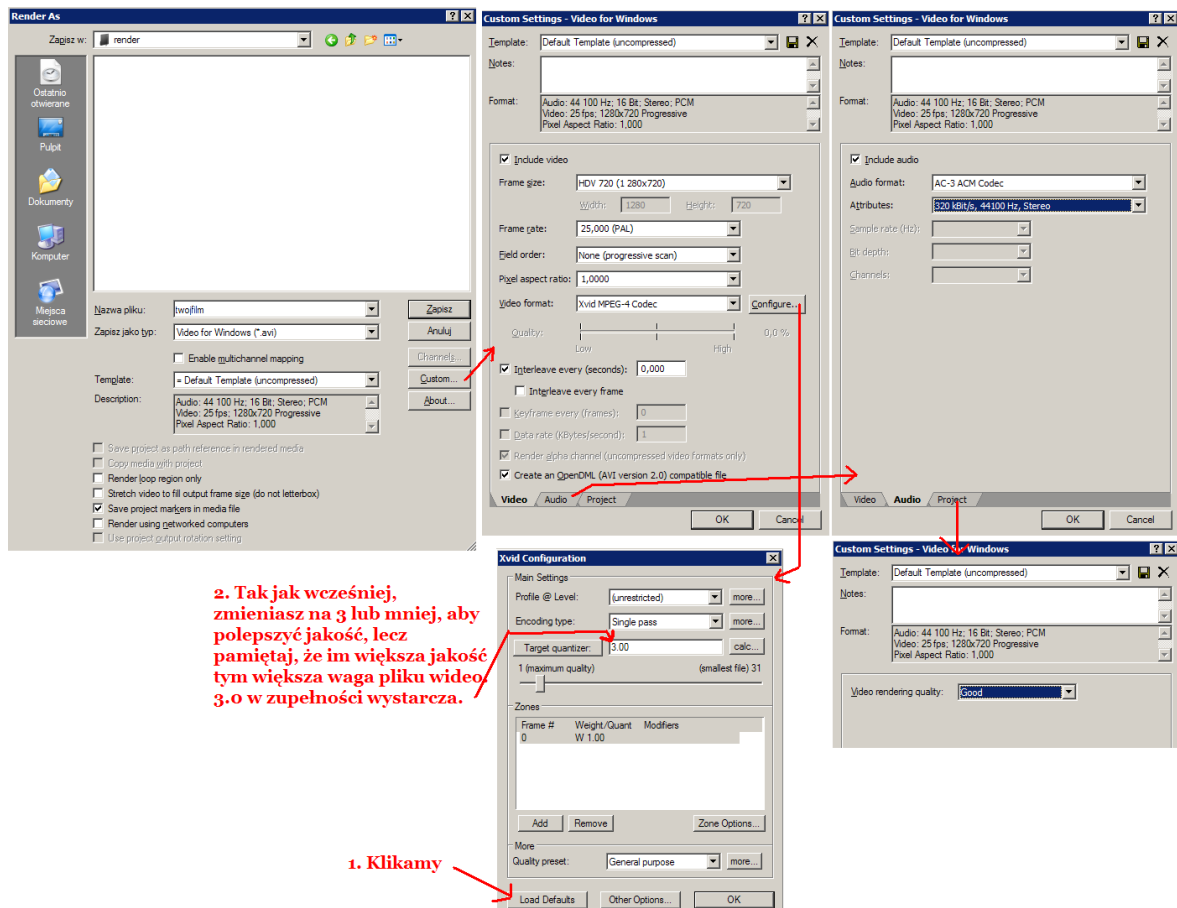 Render As
Zapisz w:
render
Ostatnio
otwierane
Pulpit
Dokumenty
Komputer
Miejsca
sieciowe
Nazwa pliku:
twojfilm
Zapisz
Zapisz jako typ:
Video for Windows (*.avi)
Anuluj
Enable multichannel mapping
Channels...
Template:
= Default Template (uncompressed)
Custom...
Description:
Audio: 44 100 Hz; 16 Bit; Stereo; PCM
Video: 25 fps; 1280x720 Progressive
Pixel Aspect Ratio: 1,000
About...
Save project as path reference in rendered media
Copy media with project
Render loop region only
Stretch video to fill output frame size (do not letterbox)
Save project markers in media file
Render using networked computers
Use project output rotation setting
Custom Settings - Video for Windows
Template:
Default Template (uncompressed)
Notes:
Format:
Audio: 44 100 Hz; 16 Bit; Stereo; PCM
Video: 25 fps; 1280x720 Progressive
Pixel Aspect Ratio: 1,000
Include video
Frame size:
HDV 720 (1 280x720)
Width: 1280 Height: 720
Frame rate:
25,000 (PAL)
Field order:
None (progressive scan)
Pixel aspect ratio:
1,0000
Video format:
Xvid MPEG-4 Codec
Configure...
Quality:
0,0 %
Low High
Interleave every (seconds): 0,000
Interleave every frame
Keyframe every (frames): 0
Data rate (KBytes/second): 1
Render alpha channel (uncompressed video formats only)
Create an OpenDML (AVI version 2.0) compatible file
Video Audio Project
OK Cancel
Custom Settings - Video for Windows
Template:
Default Template (uncompressed)
Notes:
Format:
Audio: 44 100 Hz; 16 Bit; Stereo; PCM
Video: 25 fps; 1280x720 Progressive
Pixel Aspect Ratio: 1,000
Include audio
Audio format:
AC-3 ACM Codec
Attributes:
320 kBit/s, 44100 Hz, Stereo
Sample rate (Hz):
Bit depth:
Channels:
Video Audio Project
OK Cancel
2. Tak jak wcześniej,
zmieniasz na 3 lub mniej, aby
polepszyć jakość, lecz
pamiętaj, że im większa jakość
tym większa waga pliku wideo.
3.0 w zupełności wystarcza.
1. Klikamy
Xvid Configuration
Main Settings
Profile @ Level:
(unrestricted)
more...
Encoding type:
Single pass
more...
Target quantizer:
3.00
calc...
1 (maximum quality) (smallest file) 31
Zones
Frame # Weight/Quant Modifiers
0 W 1.00
Add Remove Zone Options...
More
Quality preset:
General purpose
more...
Load Defaults Other Options... OK
Custom Settings - Video for Windows
Template:
Default Template (uncompressed)
Notes:
Format:
Audio: 44 100 Hz; 16 Bit; Stereo; PCM
Video: 25 fps; 1280x720 Progressive
Pixel Aspect Ratio: 1,000
Video rendering quality:
Good